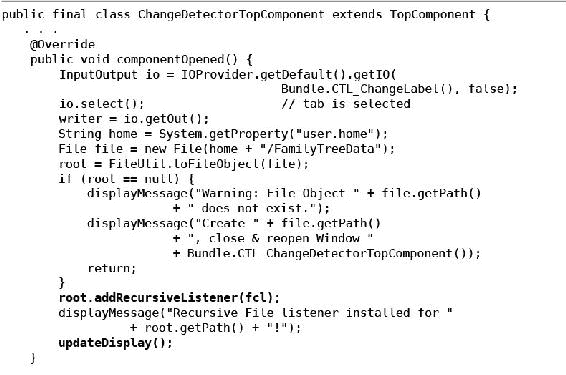 public final class ChangeDetectorTopComponent extends TopComponent {
. . .
@Override
public void componentOpened() {
InputOutput io = IOProvider.getDefault().getIO(
Bundle.CTL_ChangeLabel(), false);
io.select(); // tab is selected
writer = io.getOut();
String home = System.getProperty("user.home");
File file = new File(home + "/FamilyTreeData");
root = FileUtil.toFileObject(file);
if (root == null) {
displayMessage("Warning: File Object " + file.getPath()
+ " does not exist.");
displayMessage("Create " + file.getPath()
+ ", close & reopen Window "
+ Bundle.CTL_ChangeDetectorTopComponent());
return;
}
root.addRecursiveListener(fcl);
displayMessage("Recursive File listener installed for "
+ root.getPath() + "!");
updateDisplay();
}